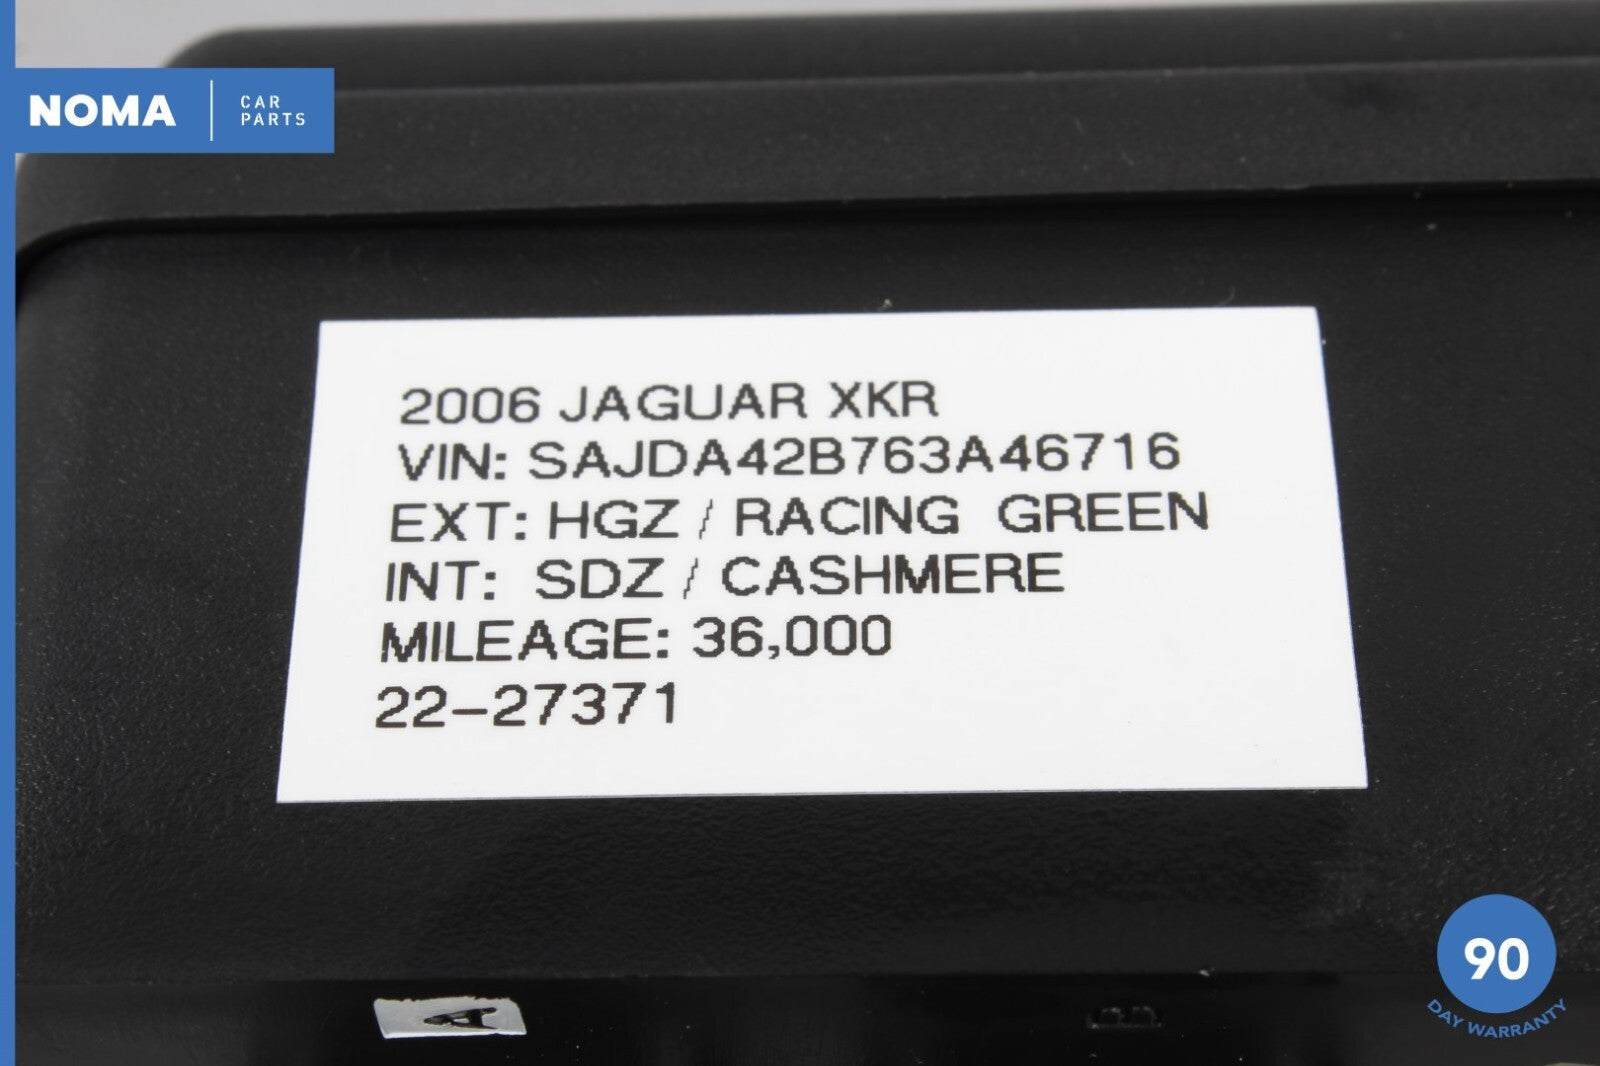 NOMA
CAR
PARTS
2006 JAGUAR XKR
VIN: SAJDA42B763A46716
EXT: HGZ / RACING GREEN
INT: SDZ / CASHMERE
MILEAGE: 36,000
22-27371
A
90
DAY WARRANTY